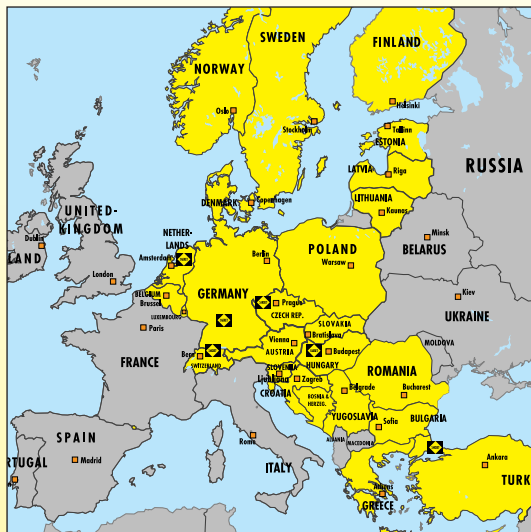 SWEDEN
FINLAND
NORWAY
Oslo
Helsinki
Stockholm
Tallinn
ESTONIA
RUSSIA
LATVIA
Riga
LITHUANIA
Kaunas
DENMARK
Copenhagen
UNITED-
KINGDOM
Dublin
LAND
London
NETHER-
LANDS
Amsterdam
Minsk
BELARUS
Berlin
POLAND
Warsaw
BELGIUM
Brussel
GERMANY
LUXEMBOURG
Paris
Prague
CZECH REP.
Kiev
UKRAINE
FRANCE
SLOVAKIA
Bratislava
Vienna
AUSTRIA
Budapest
HUNGARY
MOLDOVA
Bern
SWITZERLAND
SLOVENIA
Ljubljana
Zagreb
CROATIA
ROMANIA
Bucharest
BOSNIA &
HERZEG.
Belgrade
YUGOSLAVIA
Sofia
BULGARIA
SPAIN
Madrid
RTUGAL
Roma
ITALY
ALBANIA
MACEDONIA
Ankara
TURK
Athens
GREECE